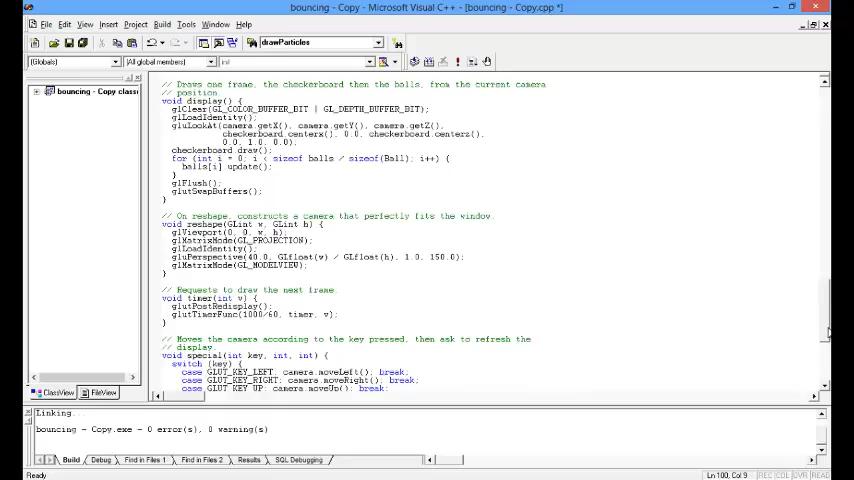 bouncing - Copy - Microsoft Visual C++ - [bouncing - Copy.cpp *]
File Edit View Insert Project Build Tools Window Help
drawParticles
(Globals) (All global members) init
// Draws one frame, the checkerboard then the balls, from the current camera
// position.
void display() {
glClear(GL_COLOR_BUFFER_BIT | GL_DEPTH_BUFFER_BIT);
glLoadIdentity();
gluLookAt(camera.getX(), camera.getY(), camera.getZ(),
checkerboard.centerx(), 0.0, checkerboard.centerz(),
0.0, 1.0, 0.0);
checkerboard.draw();
for (int i = 0; i < sizeof balls / sizeof(Ball); i++) {
balls[i].update();
}
glFlush();
glutSwapBuffers();
}
// On reshape, constructs a camera that perfectly fits the window.
void reshape(GLint w, GLint h) {
glViewport(0, 0, w, h);
glMatrixMode(GL_PROJECTION);
glLoadIdentity();
gluPerspective(40.0, GLfloat(w) / GLfloat(h), 1.0, 150.0);
glMatrixMode(GL_MODELVIEW);
}
// Requests to draw the next frame.
void timer(int v) {
glutPostRedisplay();
glutTimerFunc(1000/60, timer, v);
}
// Moves the camera according to the key pressed, then ask to refresh the
// display.
void special(int key, int, int) {
switch (key) {
case GLUT_KEY_LEFT: camera.moveLeft(); break;
case GLUT_KEY_RIGHT: camera.moveRight(); break;
case GLUT_KEY_UP: camera.moveUp(); break;
bouncing - Copy class
ClassView FileView
Linking...
bouncing - Copy.exe - 0 error(s), 0 warning(s)
Build Debug Find in Files 1 Find in Files 2 Results SQL Debugging
Ready Ln 100, Col 9 REC COL OVR READ